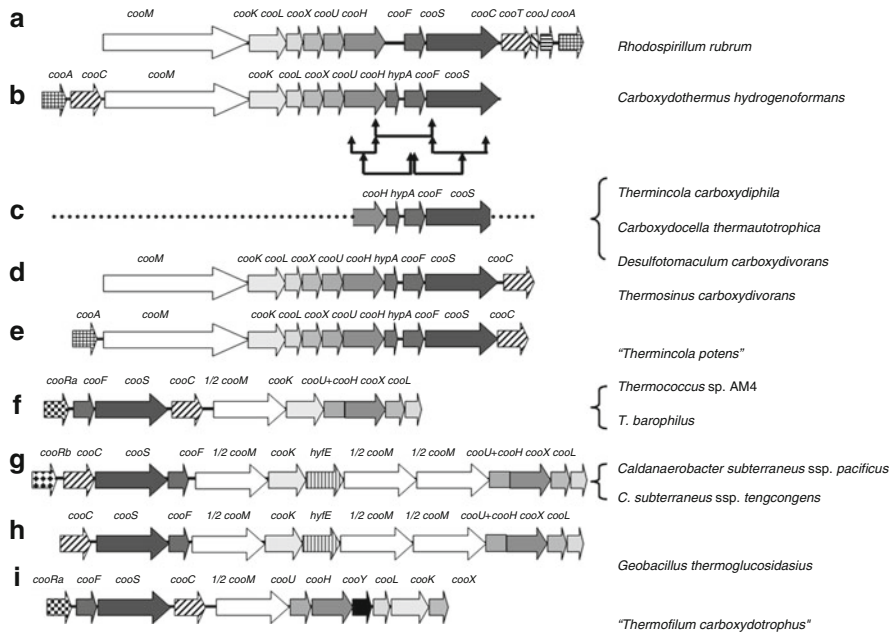 cooM cooK cooL cooX cooU cooH cooF cooS cooC cooT cooJ cooA
a
Rhodospirillum rubrum
cooA cooC cooM cooK cooL cooX cooU cooH hypA cooF cooS
b
Carboxydothermus hydrogenoformans
cooH hypA cooF cooS
c
Thermincola carboxydiphila
Carboxydocella thermautotrophica
Desulfotomaculum carboxydivorans
cooM cooK cooL cooX cooU cooH hypA cooF cooS cooC
d
Thermosinus carboxydivorans
cooA cooM cooK cooL cooX cooU cooH hypA cooF cooS cooC
e
"Thermincola potens"
cooRa cooF cooS cooC 1/2 cooM cooK cooU+cooH cooX cooL
f
Thermococcus sp. AM4
T. barophilus
cooRb cooC cooS cooF 1/2 cooM cooK hyfE 1/2 cooM 1/2 cooM cooU+cooH cooX cooL
g
Caldanaerobacter subterraneus ssp. pacificus
C. subterraneus ssp. tengcongens
cooC cooS cooF 1/2 cooM cooK hyfE 1/2 cooM 1/2 cooM cooU+cooH cooX cooL
h
Geobacillus thermoglucosidasius
cooRa cooF cooS cooC 1/2 cooM cooU cooH cooY cooL cooK cooX
i
"Thermofilum carboxydotrophus"